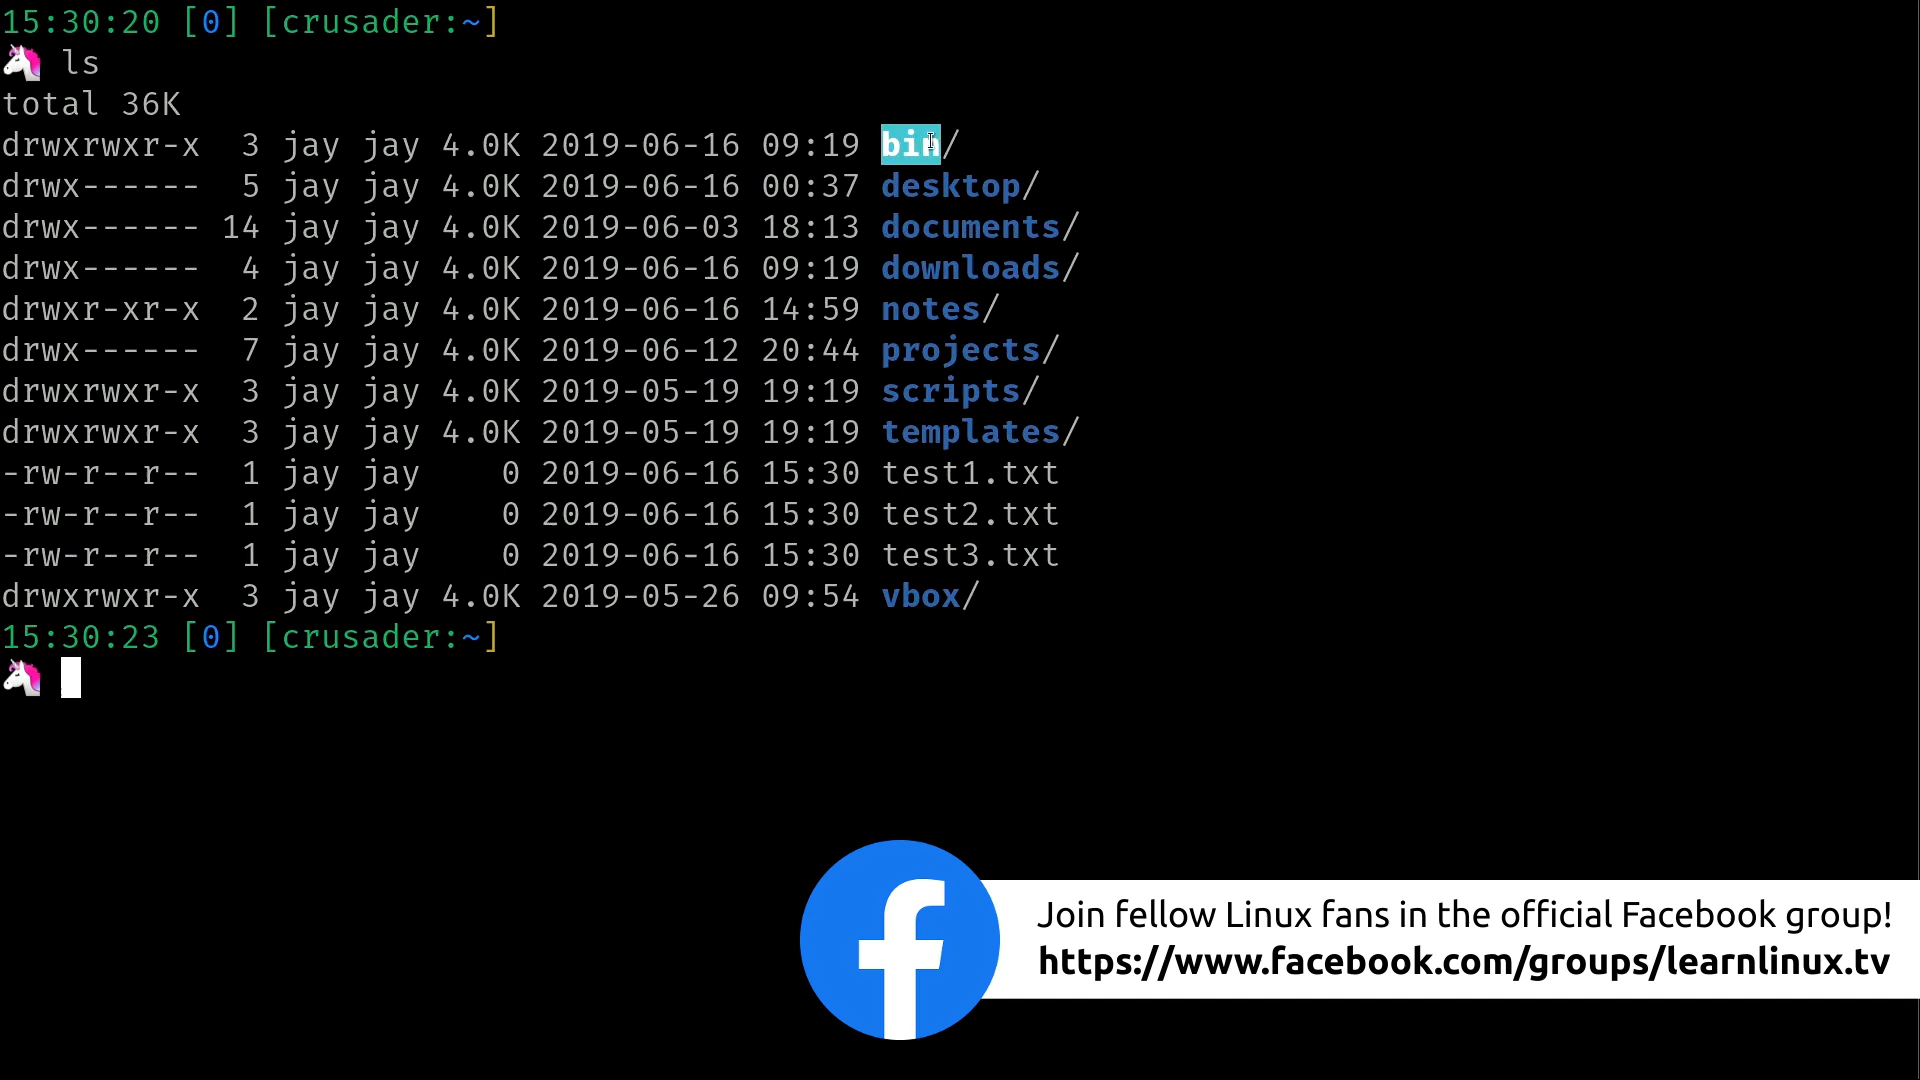 15:30:20 [0] [crusader:~]
🦄 ls
total 36K
drwxrwxr-x  3 jay jay 4.0K 2019-06-16 09:19 bin/
drwx------  5 jay jay 4.0K 2019-06-16 00:37 desktop/
drwx------ 14 jay jay 4.0K 2019-06-03 18:13 documents/
drwx------  4 jay jay 4.0K 2019-06-16 09:19 downloads/
drwxr-xr-x  2 jay jay 4.0K 2019-06-16 14:59 notes/
drwx------  7 jay jay 4.0K 2019-06-12 20:44 projects/
drwxrwxr-x  3 jay jay 4.0K 2019-05-19 19:19 scripts/
drwxrwxr-x  3 jay jay 4.0K 2019-05-19 19:19 templates/
-rw-r--r--  1 jay jay    0 2019-06-16 15:30 test1.txt
-rw-r--r--  1 jay jay    0 2019-06-16 15:30 test2.txt
-rw-r--r--  1 jay jay    0 2019-06-16 15:30 test3.txt
drwxrwxr-x  3 jay jay 4.0K 2019-05-26 09:54 vbox/
15:30:23 [0] [crusader:~]
🦄
Join fellow Linux fans in the official Facebook group!
https://www.facebook.com/groups/learnlinux.tv